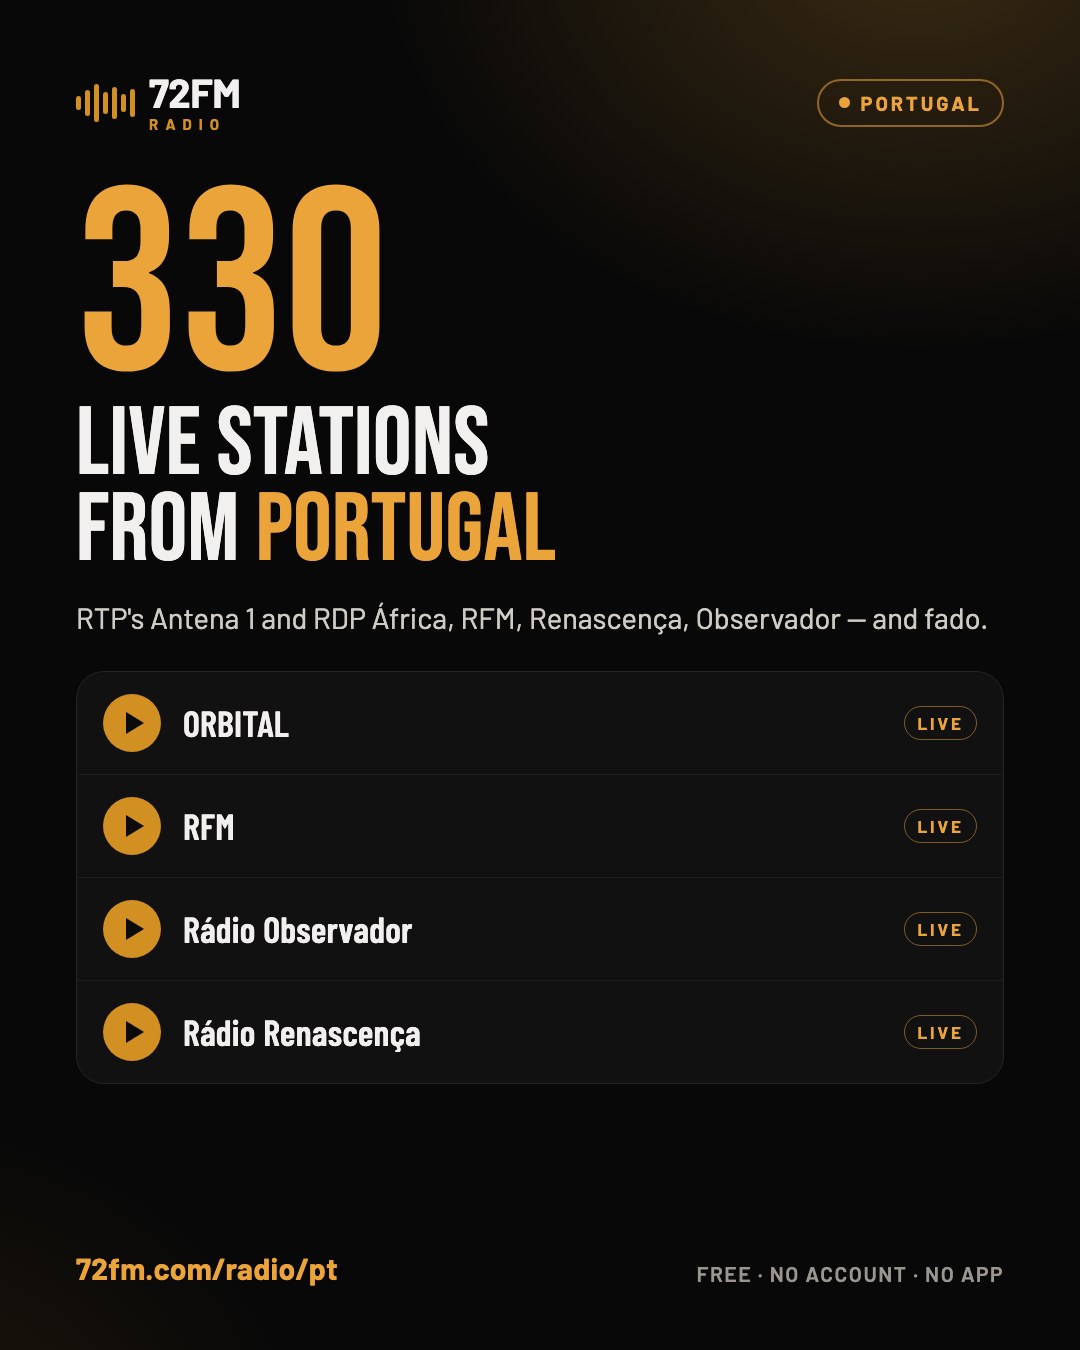 72FM
RADIO
PORTUGAL
330
LIVE STATIONS
FROM PORTUGAL
RTP's Antena 1 and RDP África, RFM, Renascença, Observador — and fado.
ORBITAL
LIVE
RFM
LIVE
Rádio Observador
LIVE
Rádio Renascença
LIVE
72fm.com/radio/pt
FREE · NO ACCOUNT · NO APP